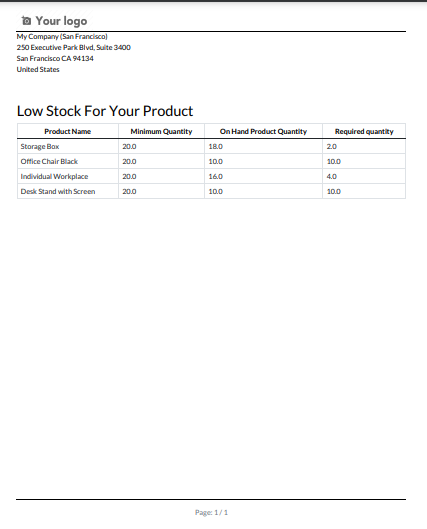 Your logo
My Company (San Francisco)
250 Executive Park Blvd, Suite 3400
San Francisco CA 94134
United States
Low Stock For Your Product
Product Name Minimum Quantity On Hand Product Quantity Required quantity
Storage Box 20.0 18.0 2.0
Office Chair Black 20.0 10.0 10.0
Individual Workplace 20.0 16.0 4.0
Desk Stand with Screen 20.0 10.0 10.0
Page: 1 / 1